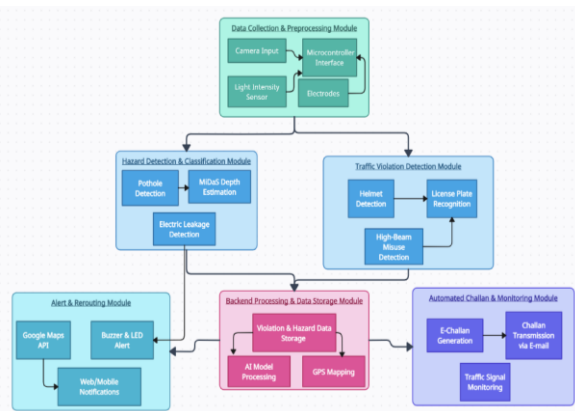 Data Collection & Preprocessing Module
Camera Input
Microcontroller
Interface
Light Intensity
Sensor
Electrodes
Hazard Detection & Classification Module
Pothole
Detection
MiDaS Depth
Estimation
Electric Leakage
Detection
Traffic Violation Detection Module
Helmet
Detection
License Plate
Recognition
High-Beam
Misuse
Detection
Alert & Rerouting Module
Google Maps
API
Buzzer & LED
Alert
Web/Mobile
Notifications
Backend Processing & Data Storage Module
Violation & Hazard Data
Storage
AI Model
Processing
GPS Mapping
Automated Challan & Monitoring Module
E-Challan
Generation
Challan
Transmission
via E-mail
Traffic Signal
Monitoring